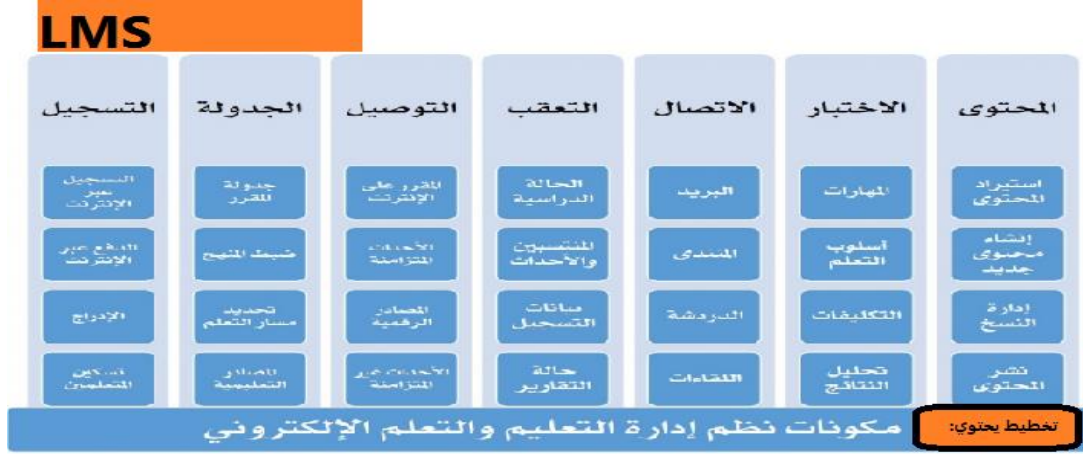 LMS
المحتوى
الاختبار
الاتصال
التعقب
التوصيل
الجدولة
التسجيل
استيراد
المحتوى
المهارات
البريد
الحالة
الدراسية
المقرر على
الإنترنت
جدولة
المقرر
التسجيل
عبر
الإنترنت
إنشاء
محتوى
جديد
أسلوب
التعلم
المنتدى
المنتسبين
والأحداث
الأحداث
المتزامنة
ضبط المنهج
الدفع عبر
الإنترنت
إدارة
النسخ
التكليفات
الدردشة
بيانات
التسجيل
المصادر
الرقمية
تحديد
مسار التعلم
الإدراج
نشر
المحتوى
تحليل
النتائج
اللقاءات
حالة
التقارير
الأحداث غير
المتزامنة
المصادر
التعليمية
تسكين
المتعلمين
تخطيط يحتوي:
مكونات نظم إدارة التعليم والتعلم الإلكتروني